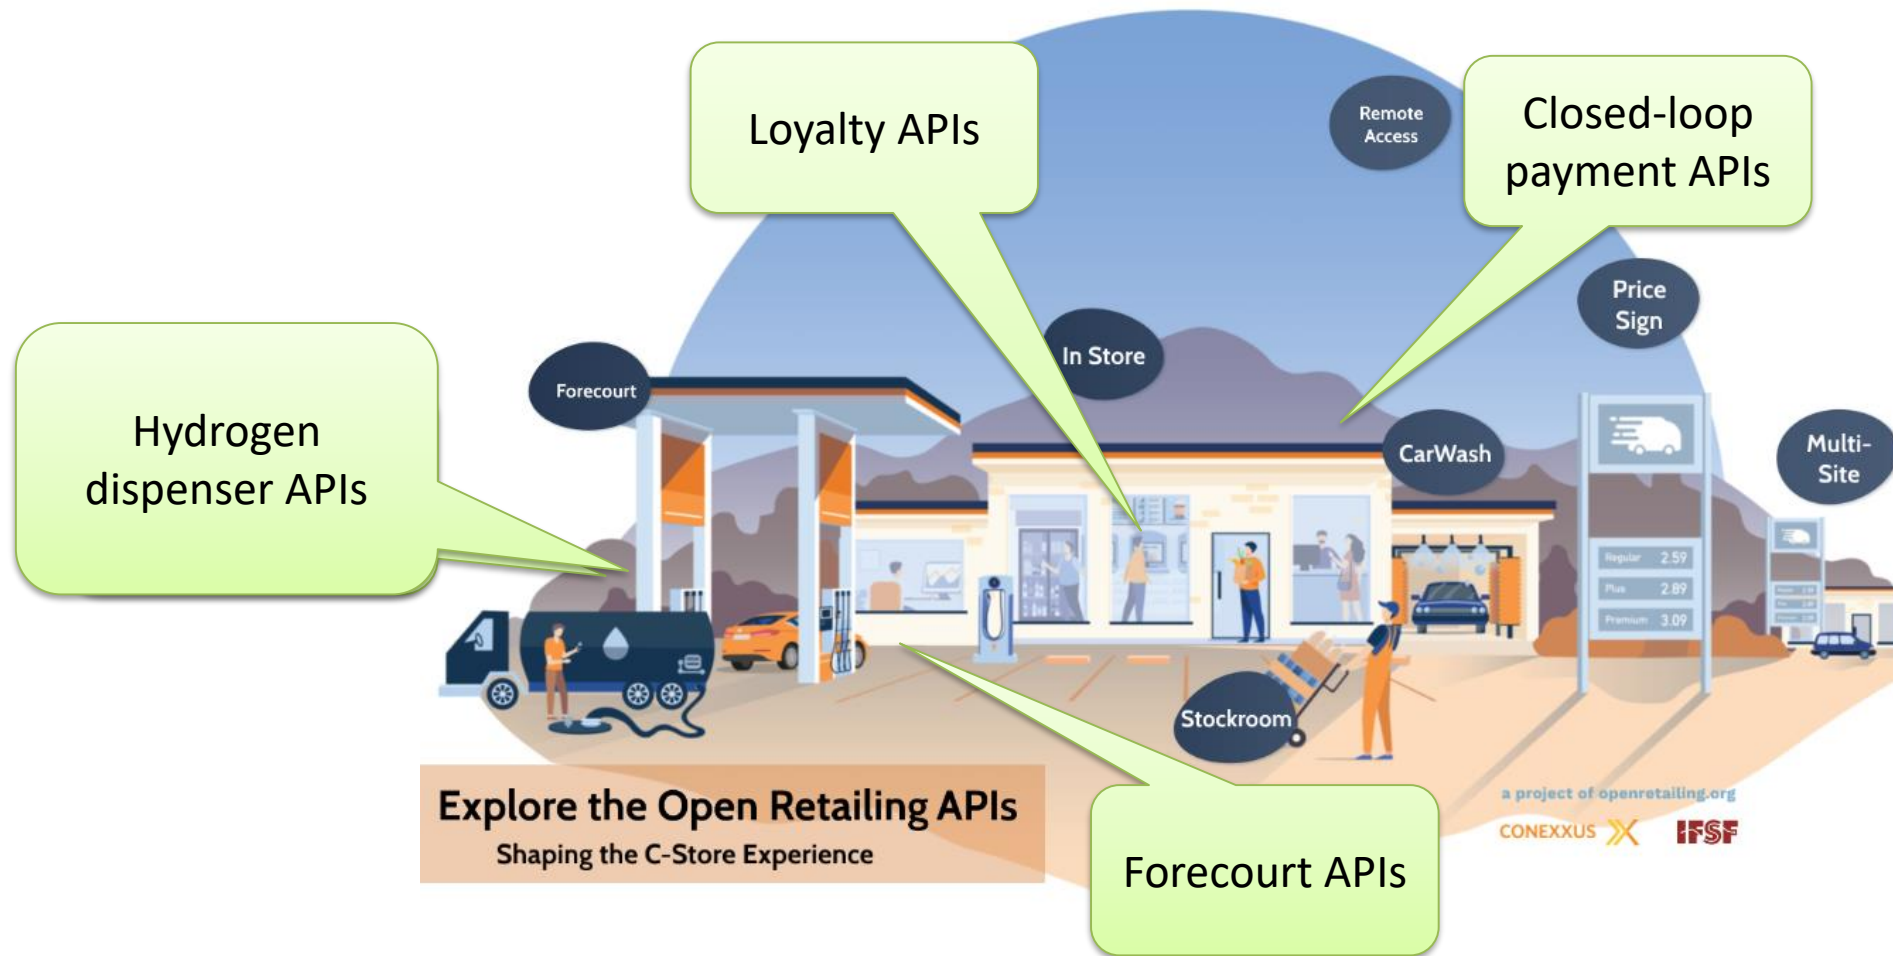 Loyalty APIs
Closed-loop
payment APIs
Remote
Access
Price
Sign
In Store
Forecourt
Hydrogen
dispenser APIs
CarWash
Multi-
Site
Regular 2.59
Plus 2.89
Premium 3.09
Stockroom
Explore the Open Retailing APIs
Shaping the C-Store Experience
a project of openretailing.org
CONEXXUS IFSF
Forecourt APIs